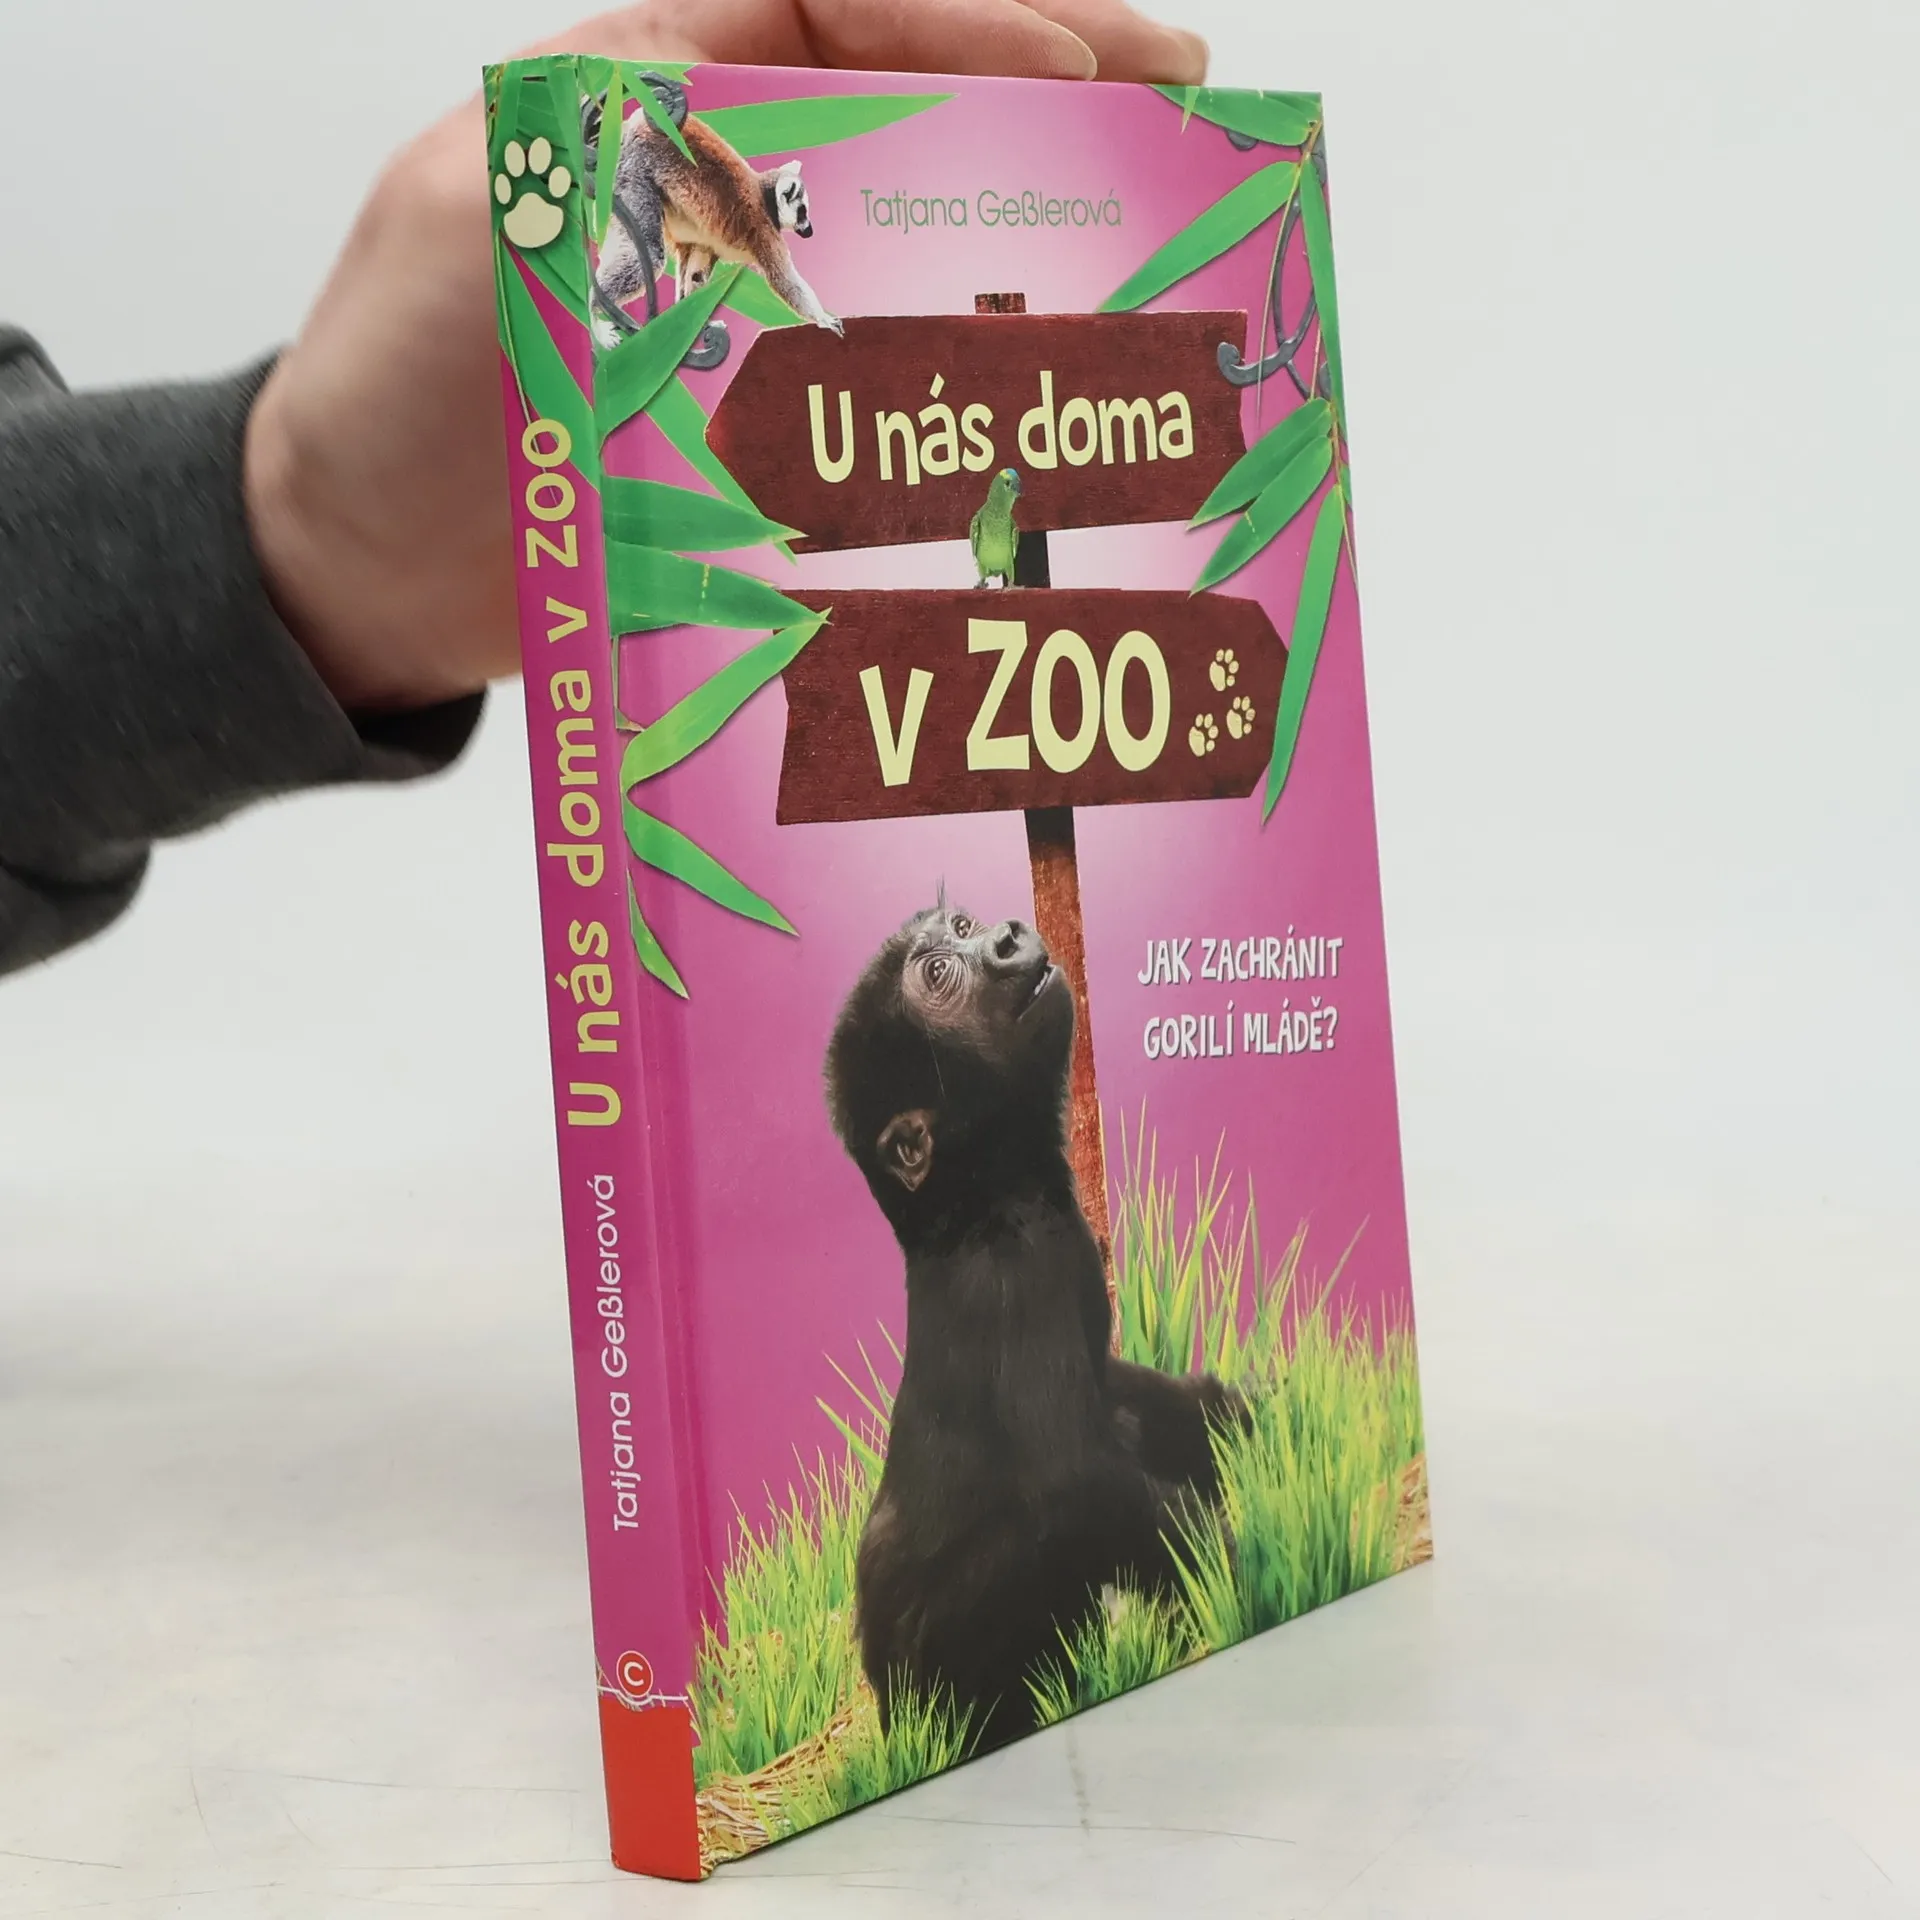 Tatjana Geßlerová
U nás doma
v ZOO
JAK ZACHRÁNIT
GORILÍ MLÁDĚ?
Tatjana Geßlerová U nás doma v ZOO
C